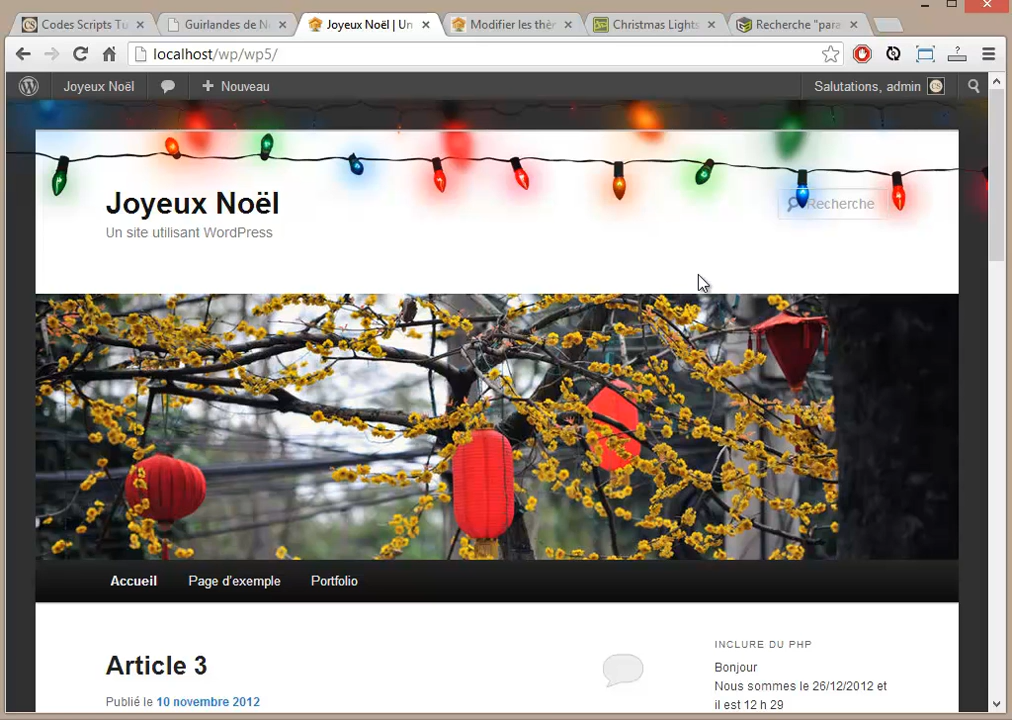 Codes Scripts Tu
Guirlandes de N
Joyeux Noël | Un
Modifier les thèr
Christmas Lights
Recherche "para
localhost/wp/wp5/
Joyeux Noël
Nouveau
Salutations, admin
Joyeux Noël
Recherche
Un site utilisant WordPress
Accueil
Page d'exemple
Portfolio
Article 3
Publié le 10 novembre 2012
INCLURE DU PHP
Bonjour
Nous sommes le 26/12/2012 et
il est 12 h 29